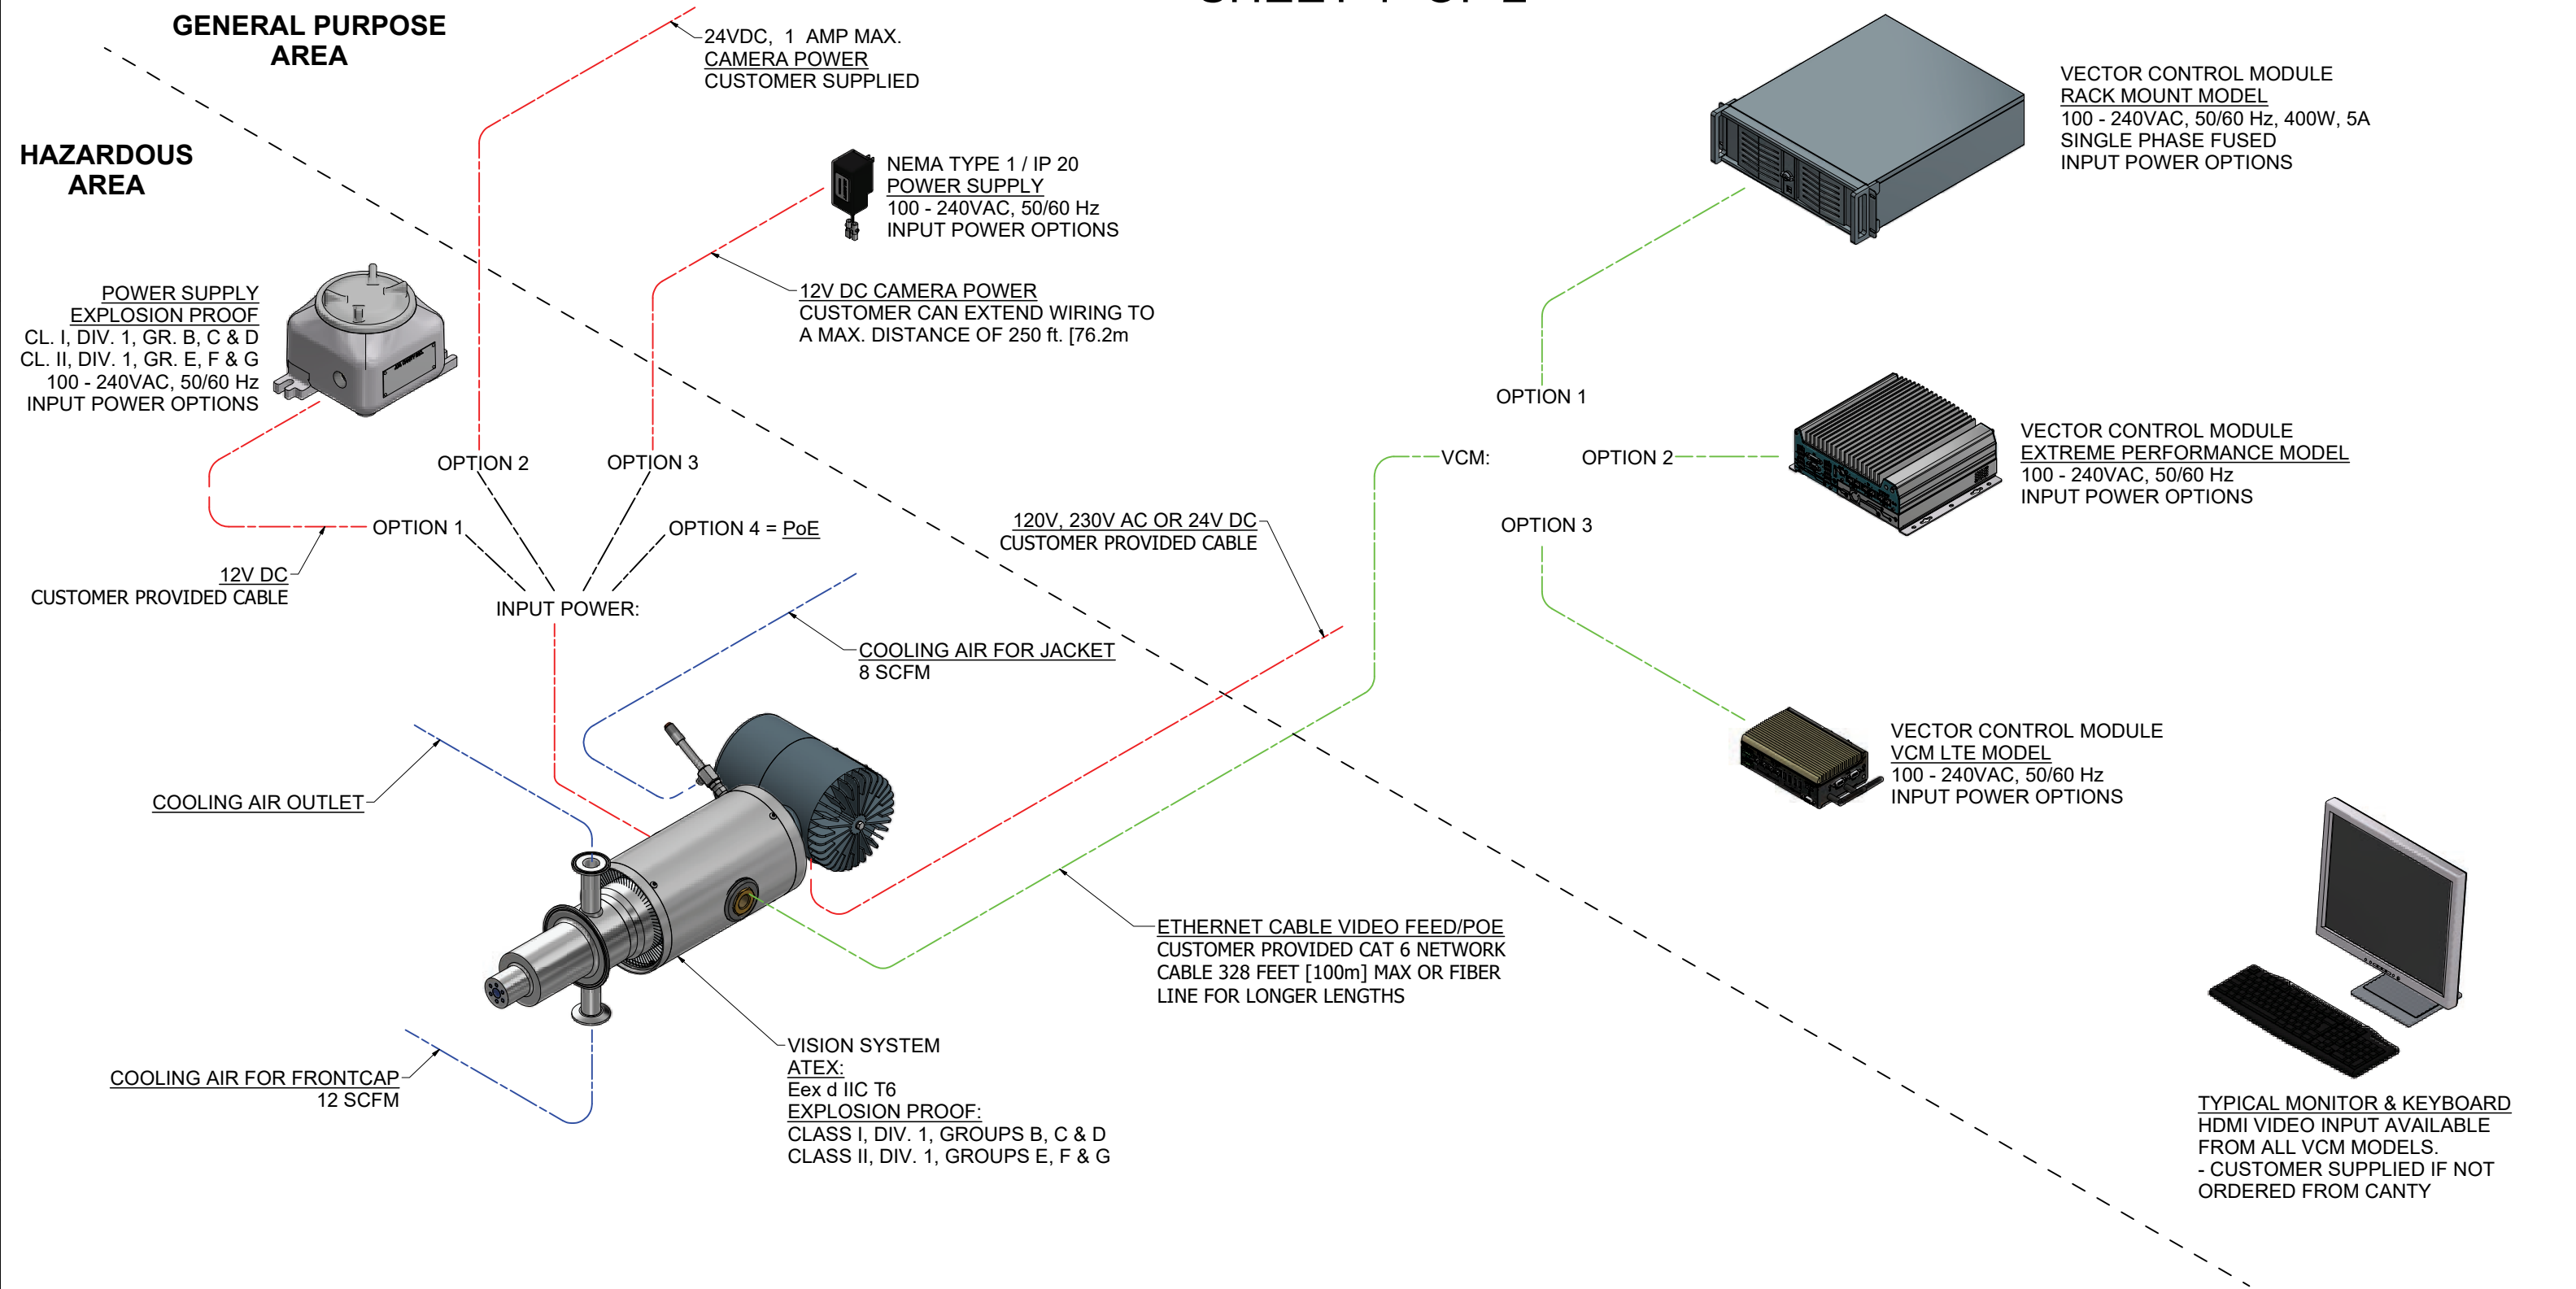 GENERAL PURPOSE
AREA
HAZARDOUS
AREA
24VDC, 1 AMP MAX.
CAMERA POWER
CUSTOMER SUPPLIED
NEMA TYPE 1 / IP 20
POWER SUPPLY
100 - 240VAC, 50/60 Hz
INPUT POWER OPTIONS
12V DC CAMERA POWER
CUSTOMER CAN EXTEND WIRING TO
A MAX. DISTANCE OF 250 ft. [76.2m
POWER SUPPLY
EXPLOSION PROOF
CL. I, DIV. 1, GR. B, C & D
CL. II, DIV. 1, GR. E, F & G
100 - 240VAC, 50/60 Hz
INPUT POWER OPTIONS
OPTION 2
OPTION 3
OPTION 1
OPTION 4 = PoE
12V DC
CUSTOMER PROVIDED CABLE
INPUT POWER:
120V, 230V AC OR 24V DC
CUSTOMER PROVIDED CABLE
COOLING AIR FOR JACKET
8 SCFM
COOLING AIR OUTLET
COOLING AIR FOR FRONTCAP
12 SCFM
VISION SYSTEM
ATEX:
Eex d IIC T6
EXPLOSION PROOF:
CLASS I, DIV. 1, GROUPS B, C & D
CLASS II, DIV. 1, GROUPS E, F & G
ETHERNET CABLE VIDEO FEED/POE
CUSTOMER PROVIDED CAT 6 NETWORK
CABLE 328 FEET [100m] MAX OR FIBER
LINE FOR LONGER LENGTHS
VECTOR CONTROL MODULE
RACK MOUNT MODEL
100 - 240VAC, 50/60 Hz, 400W, 5A
SINGLE PHASE FUSED
INPUT POWER OPTIONS
OPTION 1
VCM:
OPTION 2
OPTION 3
VECTOR CONTROL MODULE
EXTREME PERFORMANCE MODEL
100 - 240VAC, 50/60 Hz
INPUT POWER OPTIONS
VECTOR CONTROL MODULE
VCM LTE MODEL
100 - 240VAC, 50/60 Hz
INPUT POWER OPTIONS
TYPICAL MONITOR & KEYBOARD
HDMI VIDEO INPUT AVAILABLE
FROM ALL VCM MODELS.
- CUSTOMER SUPPLIED IF NOT
ORDERED FROM CANTY